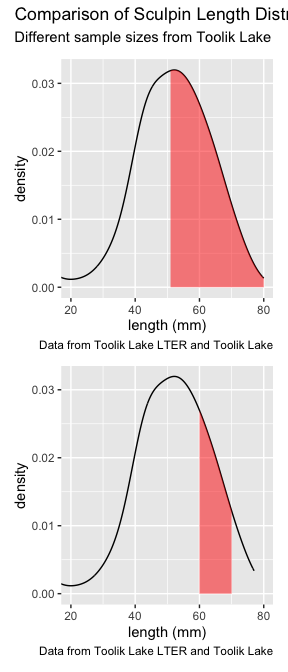 Comparison of Sculpin Length Distr
Different sample sizes from Toolik Lake
0.03
0.02
0.01
0.00
density
20 40 60 80
length (mm)
Data from Toolik Lake LTER and Toolik Lake
0.03
0.02
0.01
0.00
density
20 40 60 80
length (mm)
Data from Toolik Lake LTER and Toolik Lake